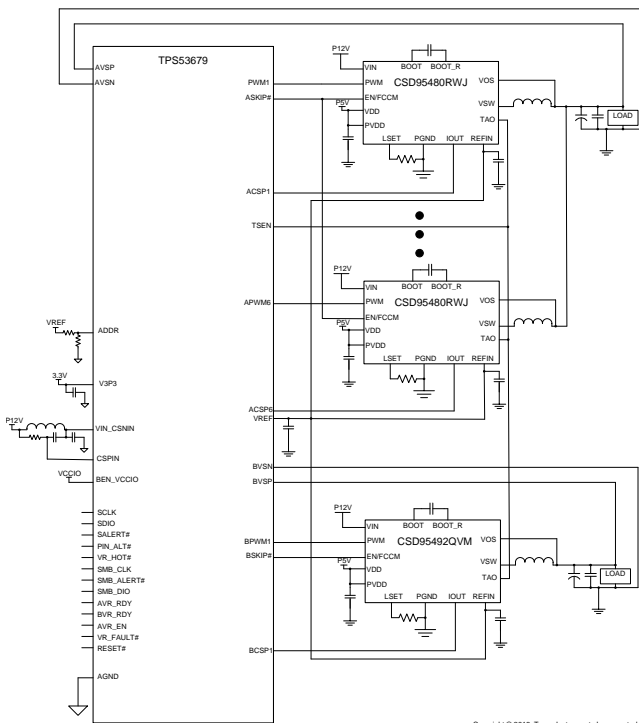 TPS53679
AVSP
AVSN
PWM1
ASKIP#
ACSP1
TSEN
APWM6
ADDR
VREF
3.3V
V3P3
ACSP6
VREF
P12V
VIN_CSNIN
CSPIN
VCCIO
BEN_VCCIO
BVSN
BVSP
SCLK
SDIO
SALERT#
PIN_ALT#
VR_HOT#
SMB_CLK
SMB_ALERT#
SMB_DIO
AVR_RDY
BVR_RDY
AVR_EN
VR_FAULT#
RESET#
AGND
BPWM1
BSKIP#
BCSP1
P12V
VIN
BOOT BOOT_R
PWM
CSD95480RWJ
VOS
EN/FCCM
P5V
VDD
VSW
PVDD
TAO
LSET PGND IOUT REFIN
LOAD
P12V
VIN
BOOT BOOT_R
PWM
CSD95480RWJ
VOS
EN/FCCM
P5V
VDD
VSW
PVDD
TAO
LSET PGND IOUT REFIN
P12V
VIN
BOOT BOOT_R
PWM
CSD95492QVM
VOS
EN/FCCM
P5V
VDD
VSW
PVDD
TAO
LSET PGND IOUT REFIN
LOAD